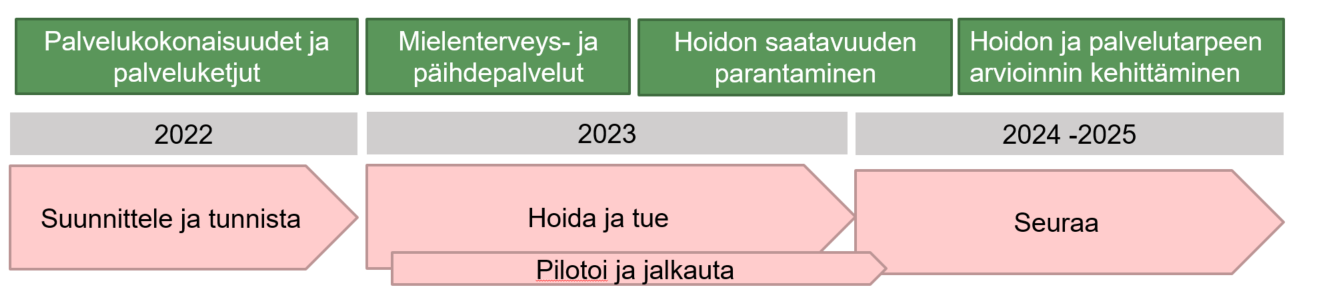 Palvelukokonaisuudet ja
palveluketjut
Mielenterveys- ja
päihdepalvelut
Hoidon saatavuuden
parantaminen
Hoidon ja palvelutarpeen
arvioinnin kehittäminen
2022
2023
2024 -2025
Suunnittele ja tunnista
Hoida ja tue
Seuraa
Pilotoi ja jalkauta